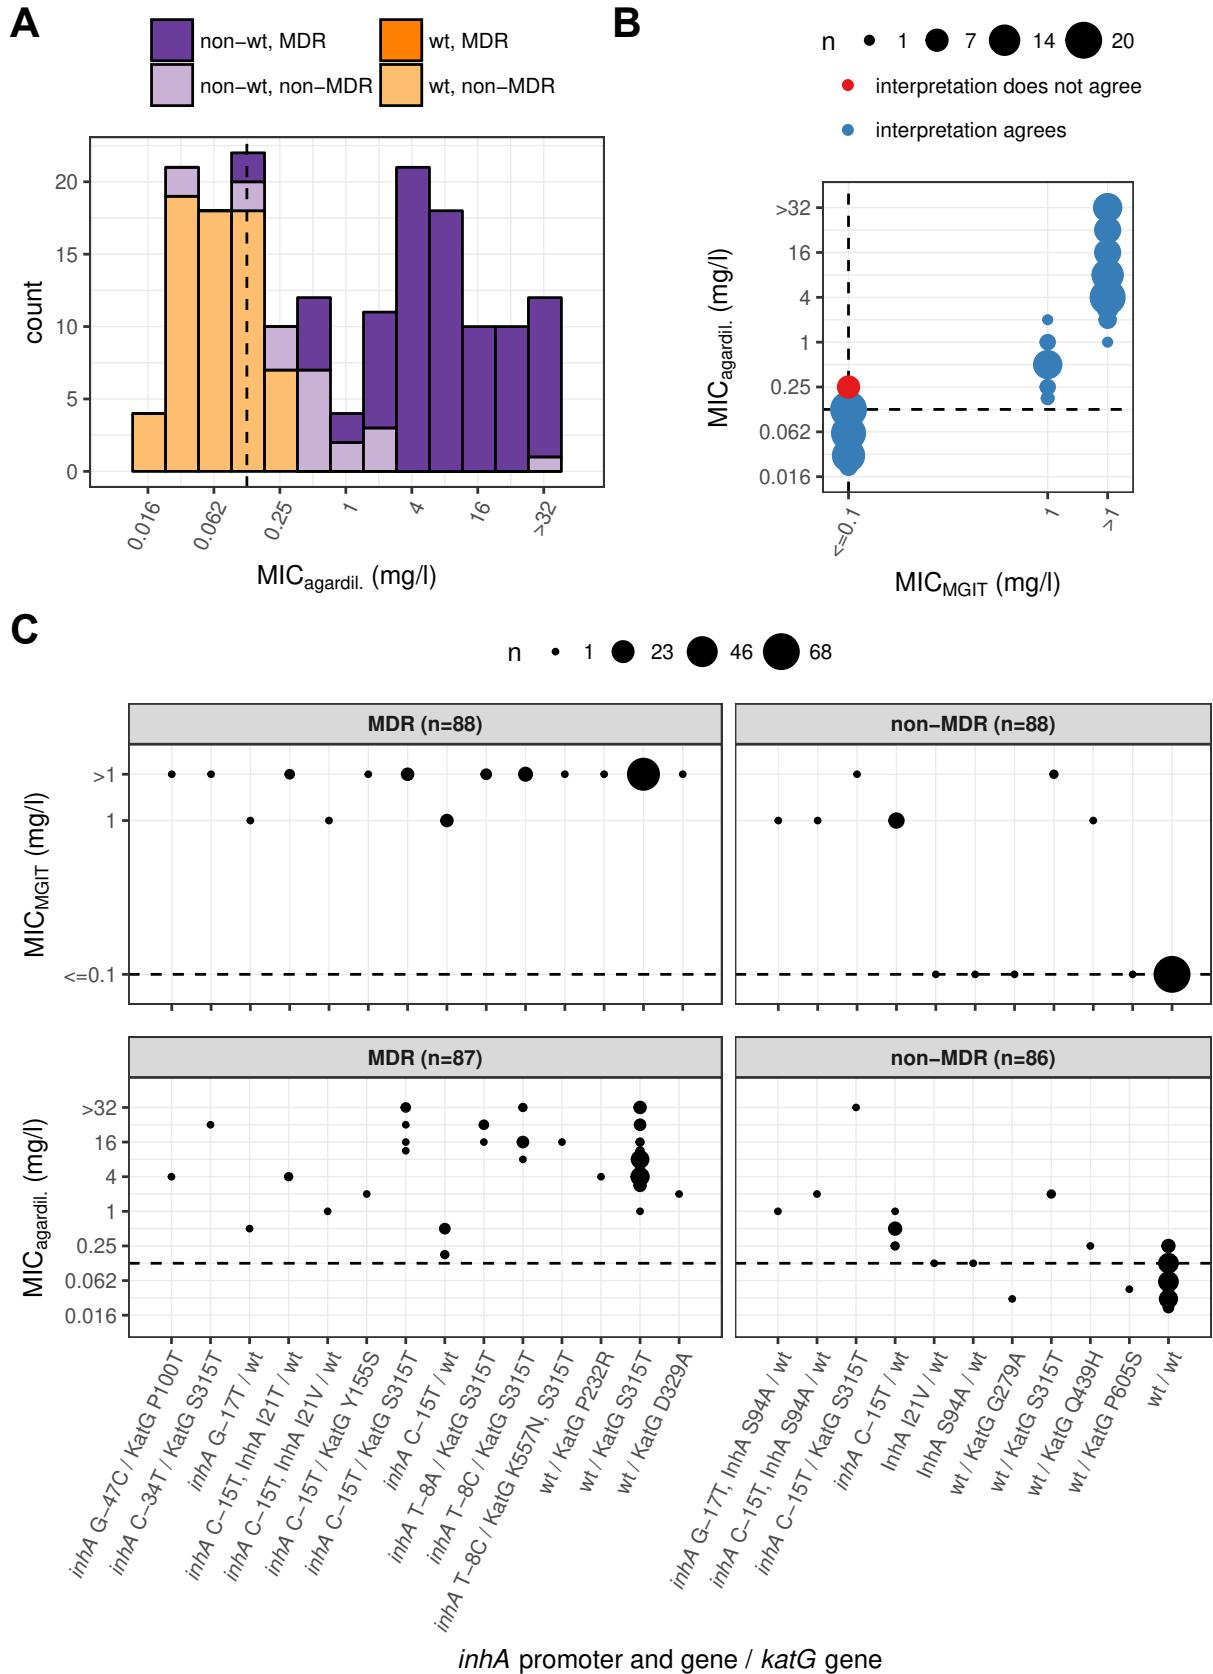 A
non-wt, MDR
wt, MDR
non-wt, non-MDR
wt, non-MDR
20
15
10
5
0
count
0.016
0.062
0.25
1
4
16
>32
MICagardil. (mg/l)
B
n 1 7 14 20
interpretation does not agree
interpretation agrees
>32
16
4
1
0.25
0.062
0.016
MICagardil. (mg/l)
<=0.1
1
>1
MICMGIT (mg/l)
C
n 1 23 46 68
MDR (n=88)
non-MDR (n=88)
>1
1
<=0.1
MICMGIT (mg/l)
MDR (n=87)
non-MDR (n=86)
>32
16
4
1
0.25
0.062
0.016
MICagardil. (mg/l)
inhA G-47C / KatG P100T
inhA C-34T / KatG S315T
inhA G-17T / wt
inhA C-15T, InhA I21T / wt
inhA C-15T, InhA I21V / wt
inhA C-15T / KatG Y155S
inhA C-15T / KatG S315T
inhA C-15T / wt
inhA T-8A / KatG S315T
inhA T-8C / KatG S315T
inhA T-8C / KatG K557N, S315T
wt / KatG P232R
wt / KatG S315T
wt / KatG D329A
inhA G-17T, InhA S94A / wt
inhA C-15T, InhA S94A / wt
inhA C-15T / KatG S315T
inhA C-15T / wt
InhA I21V / wt
InhA S94A / wt
wt / KatG G279A
wt / KatG S315T
wt / KatG Q439H
wt / KatG P605S
wt / wt
inhA promoter and gene / katG gene